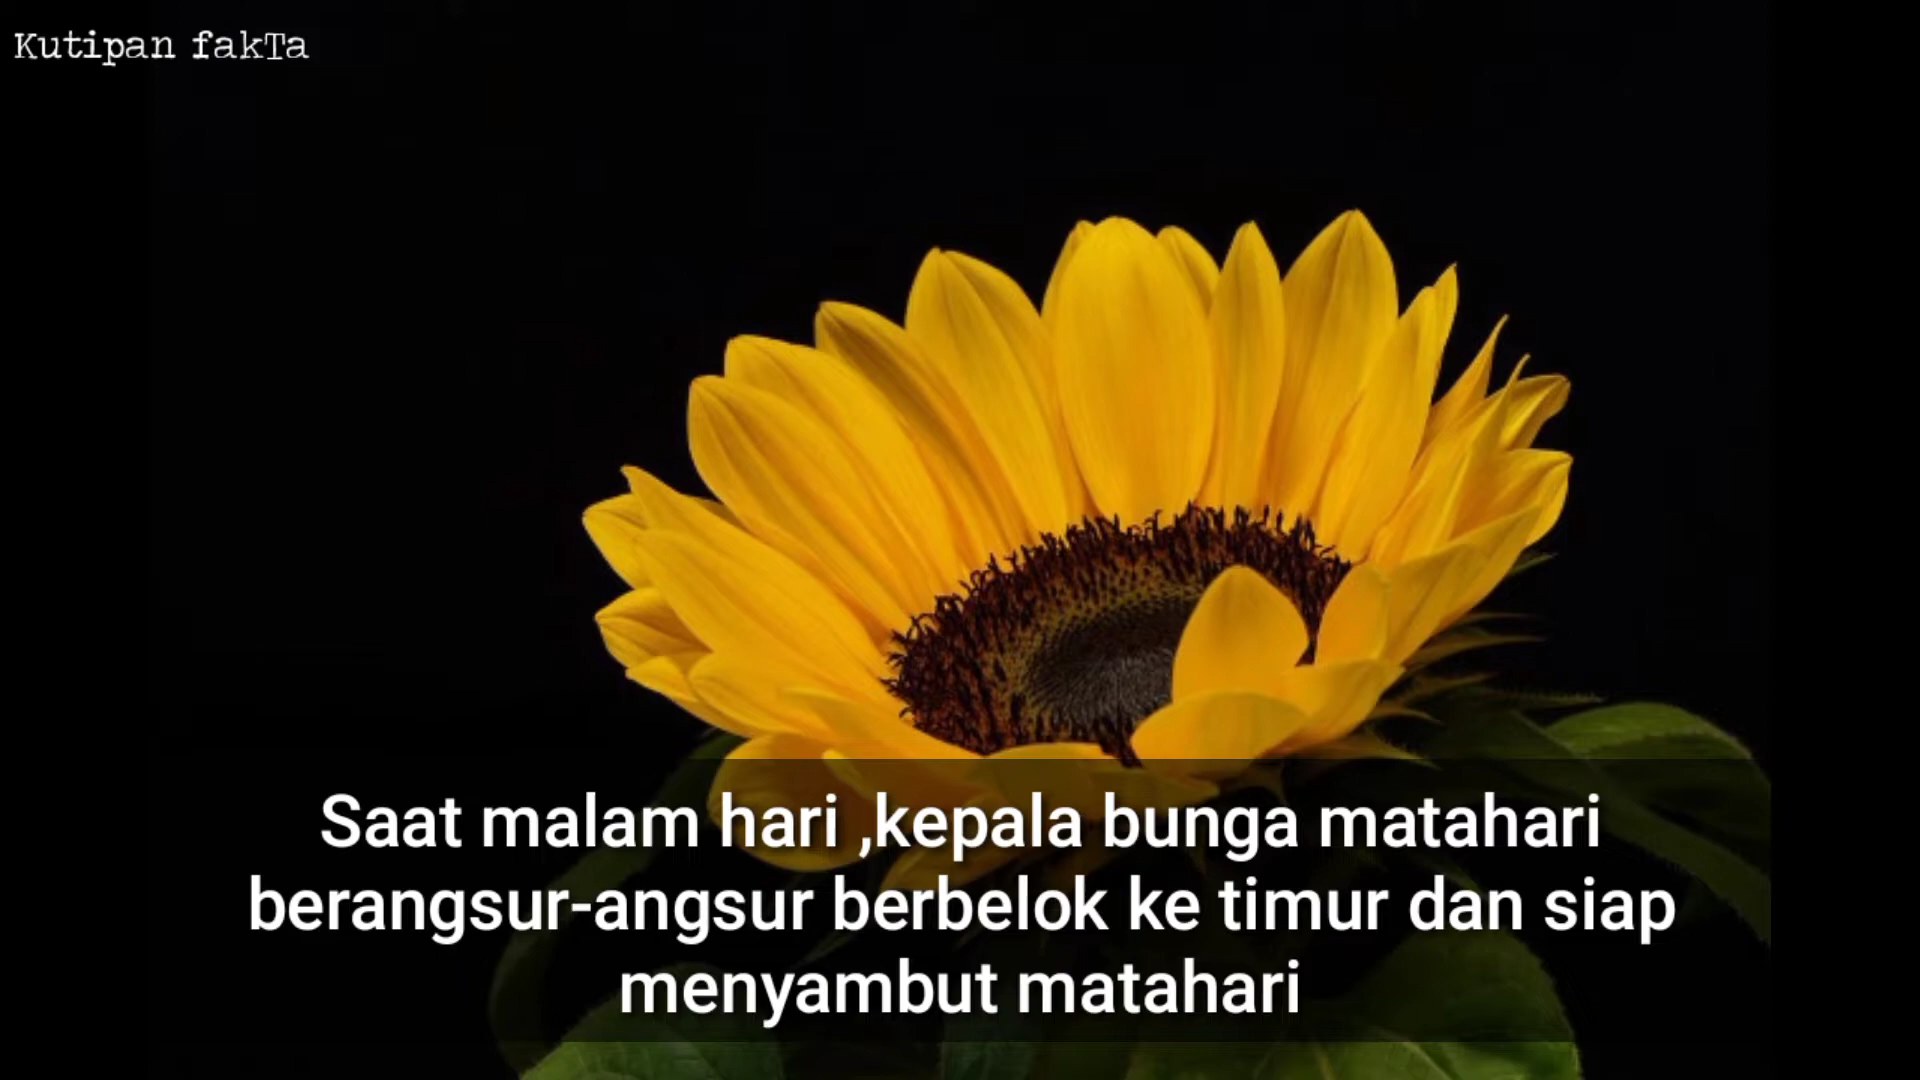 Kutipan fakTa
Saat malam hari ,kepala bunga matahari
berangsur-angsur berbelok ke timur dan siap
menyambut matahari